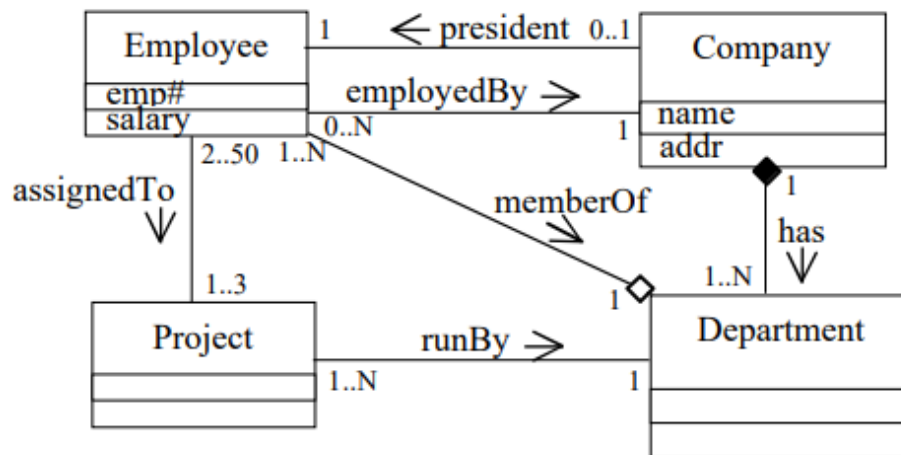 Employee
1
president
0..1
Company
emp#
employedBy
name
salary
0..N
1
addr
2..50
1..N
1
assignedTo
memberOf
has
1..3
1..N
1
Project
runBy
Department
1..N
1